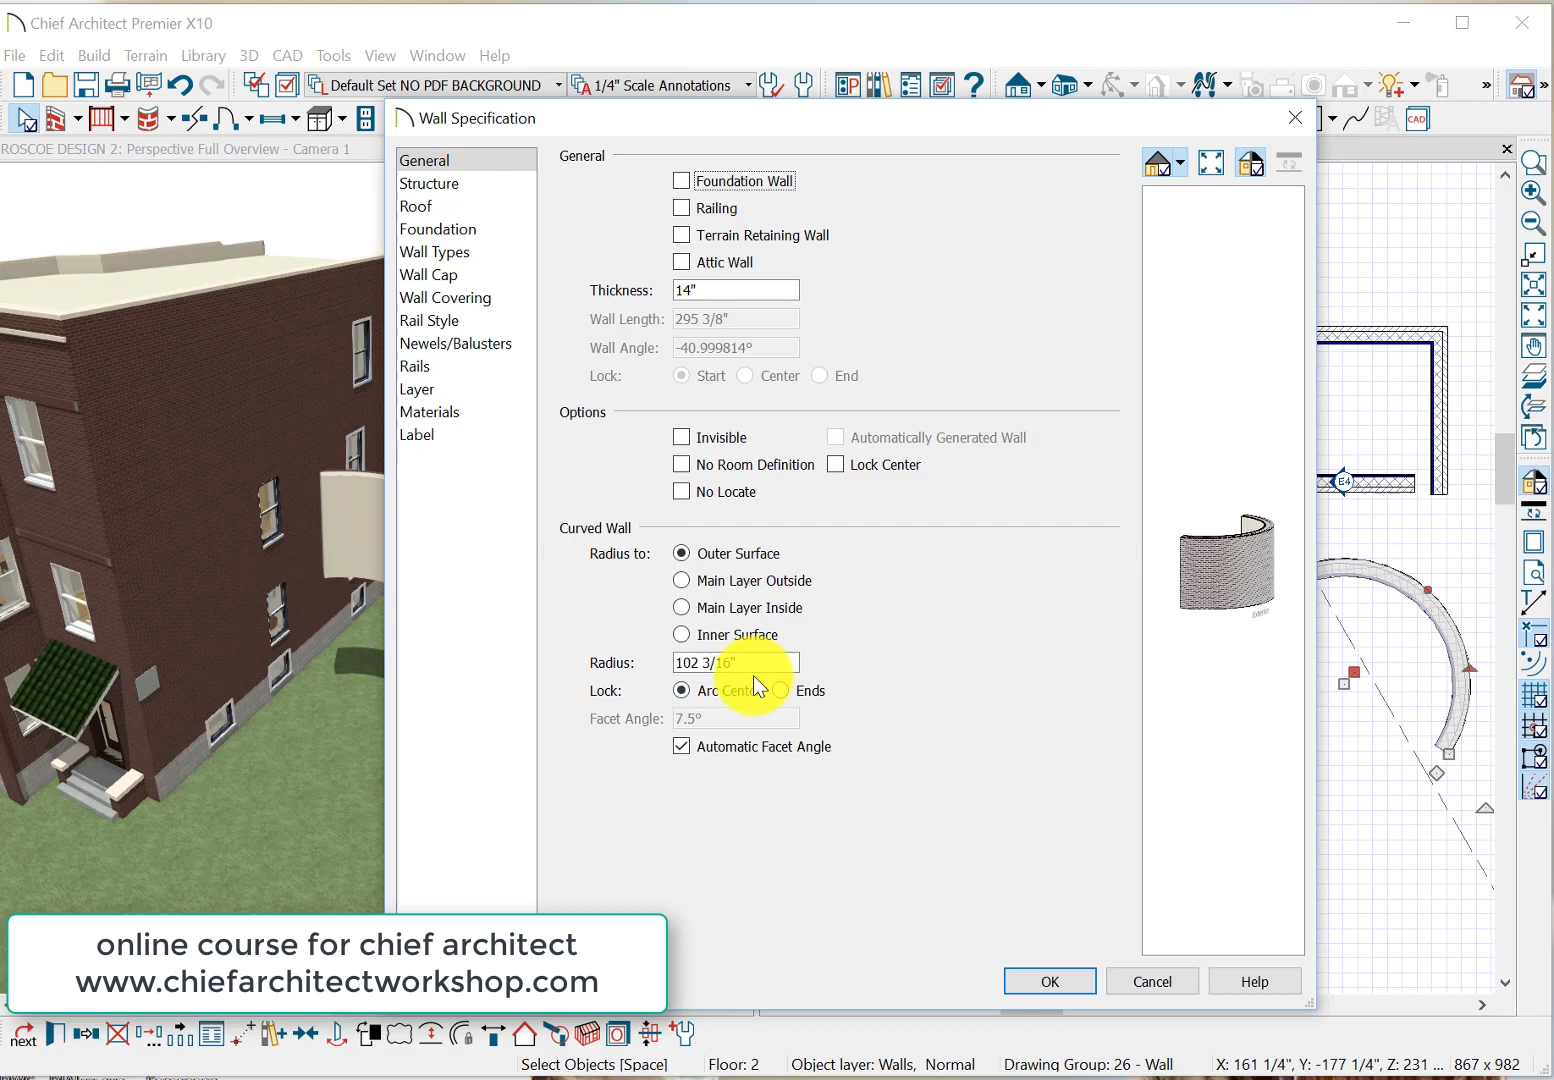 Chief Architect Premier X10
File Edit Build Terrain Library 3D CAD Tools View Window Help
Default Set NO PDF BACKGROUND 1/4" Scale Annotations
CAD
ROSCOE DESIGN 2: Perspective Full Overview - Camera 1
Wall Specification
General
Structure
Roof
Foundation
Wall Types
Wall Cap
Wall Covering
Rail Style
Newels/Balusters
Rails
Layer
Materials
Label
General
Foundation Wall
Railing
Terrain Retaining Wall
Attic Wall
Thickness: 14"
Wall Length: 295 3/8"
Wall Angle: -40.999814°
Lock: Start Center End
Options
Invisible Automatically Generated Wall
No Room Definition Lock Center
No Locate
Curved Wall
Radius to: Outer Surface
Main Layer Outside
Main Layer Inside
Inner Surface
Radius: 102 3/16"
Lock: Arc Center Ends
Facet Angle: 7.5°
Automatic Facet Angle
Exterior
E4
OK Cancel Help
online course for chief architect
www.chiefarchitectworkshop.com
next
Select Objects [Space] Floor: 2 Object layer: Walls, Normal Drawing Group: 26 - Wall X: 161 1/4", Y: -177 1/4", Z: 231 ... 867 x 982